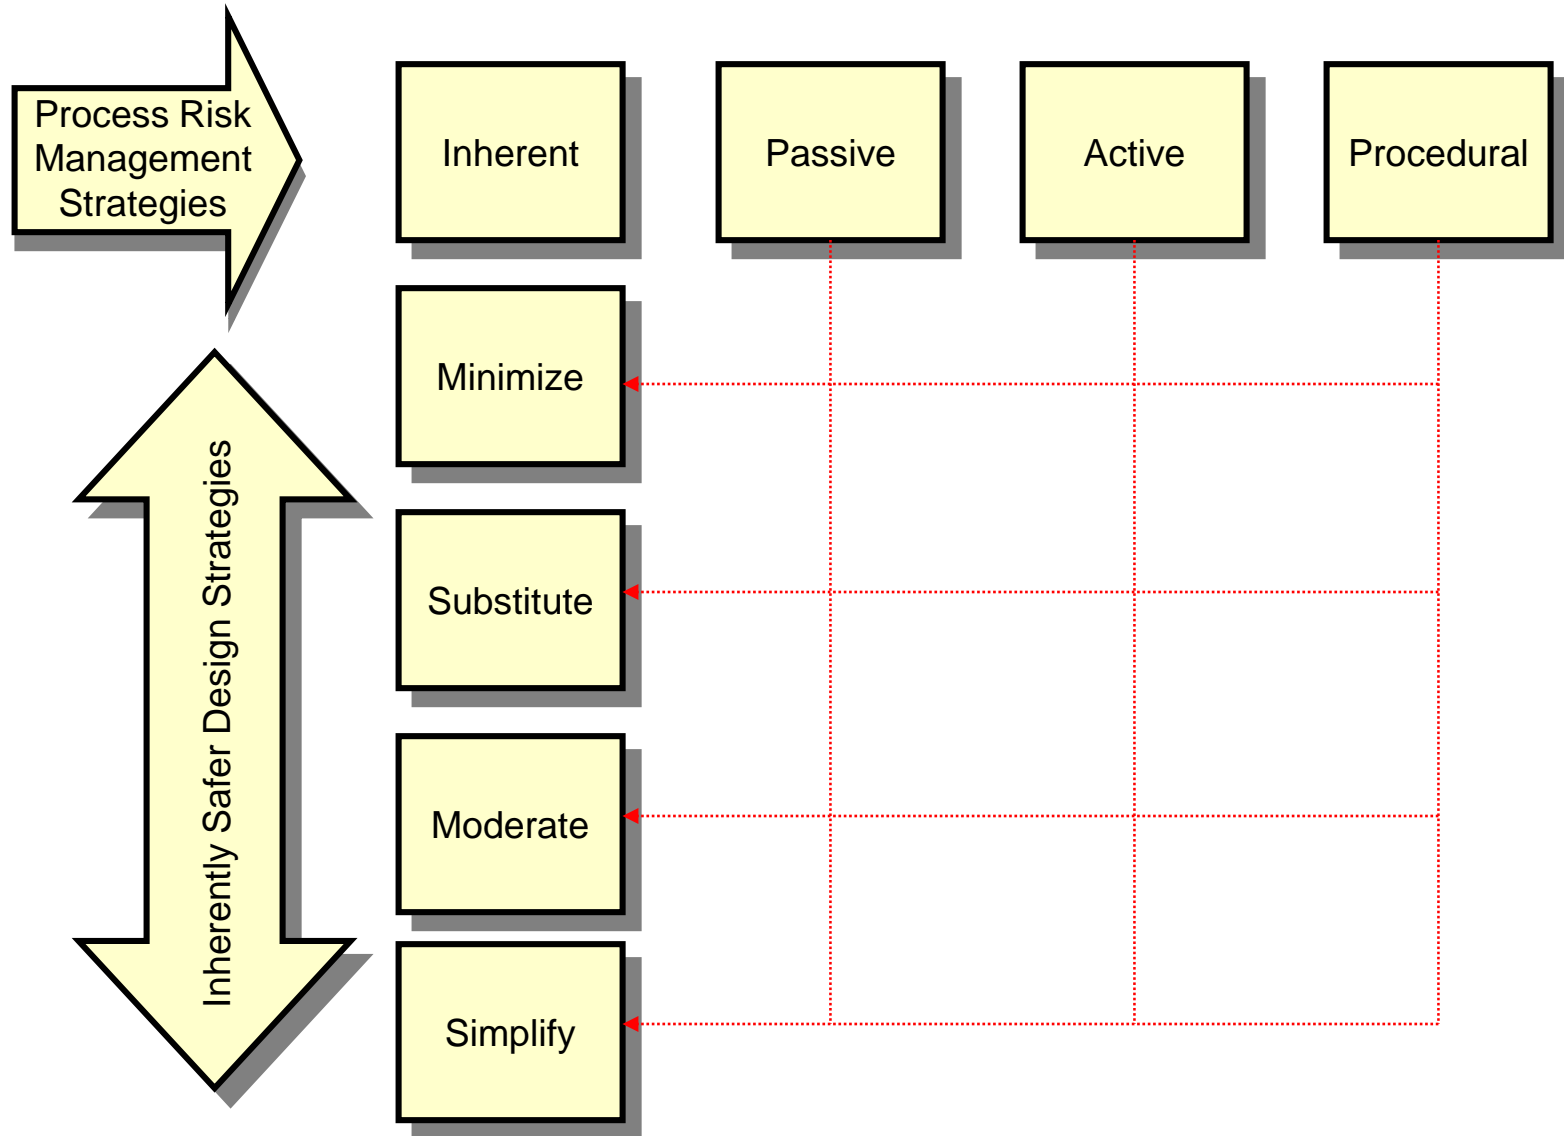 Process Risk
Management
Strategies
Inherent
Passive
Active
Procedural
Minimize
Substitute
Moderate
Simplify
Inherently Safer Design Strategies